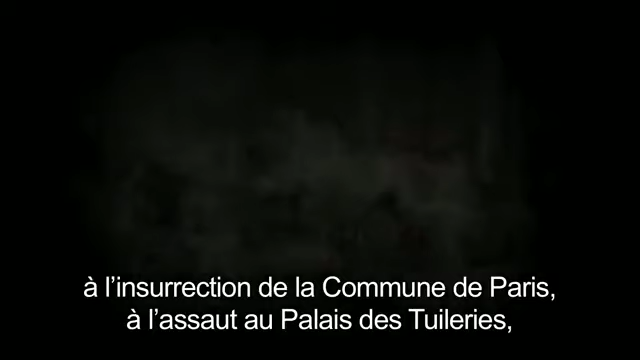 à l’insurrection de la Commune de Paris,
à l’assaut au Palais des Tuileries,